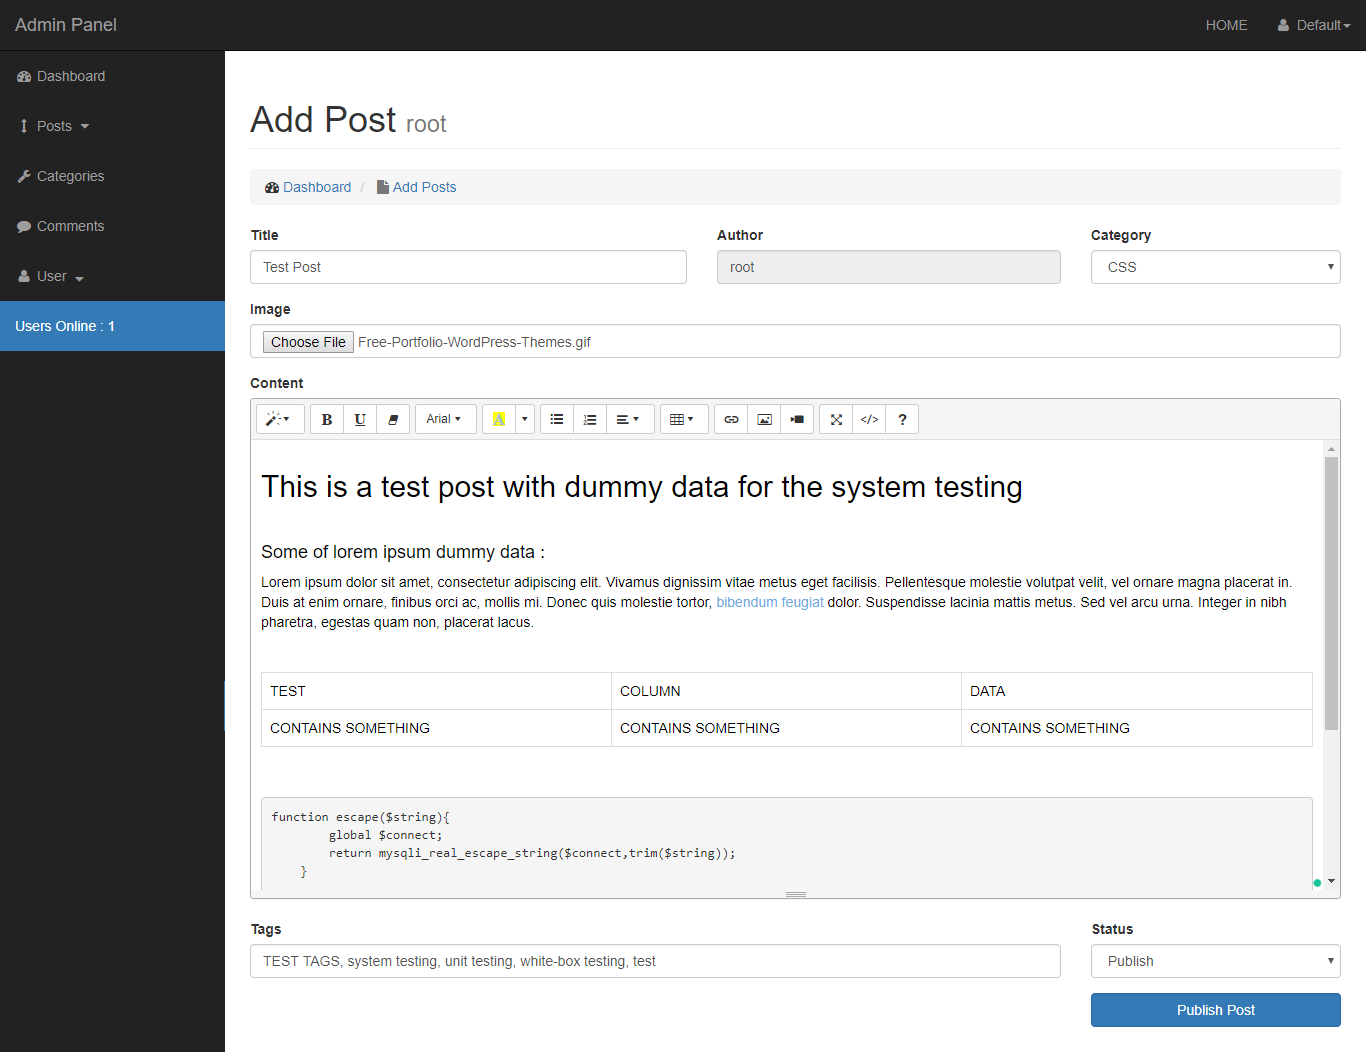 Admin Panel
HOME
Default
Dashboard
Posts
Categories
Comments
User
Users Online : 1
Add Post root
Dashboard / Add Posts
Title
Author
Category
Test Post
root
CSS
Image
Choose File Free-Portfolio-WordPress-Themes.gif
Content
B U Arial A </> ?
This is a test post with dummy data for the system testing
Some of lorem ipsum dummy data :
Lorem ipsum dolor sit amet, consectetur adipiscing elit. Vivamus dignissim vitae metus eget facilisis. Pellentesque molestie volutpat velit, vel ornare magna placerat in.
Duis at enim ornare, finibus orci ac, mollis mi. Donec quis molestie tortor, bibendum feugiat dolor. Suspendisse lacinia mattis metus. Sed vel arcu urna. Integer in nibh
pharetra, egestas quam non, placerat lacus.
TEST COLUMN DATA
CONTAINS SOMETHING CONTAINS SOMETHING CONTAINS SOMETHING
function escape($string){
global $connect;
return mysqli_real_escape_string($connect,trim($string));
}
Tags
Status
TEST TAGS, system testing, unit testing, white-box testing, test
Publish
Publish Post